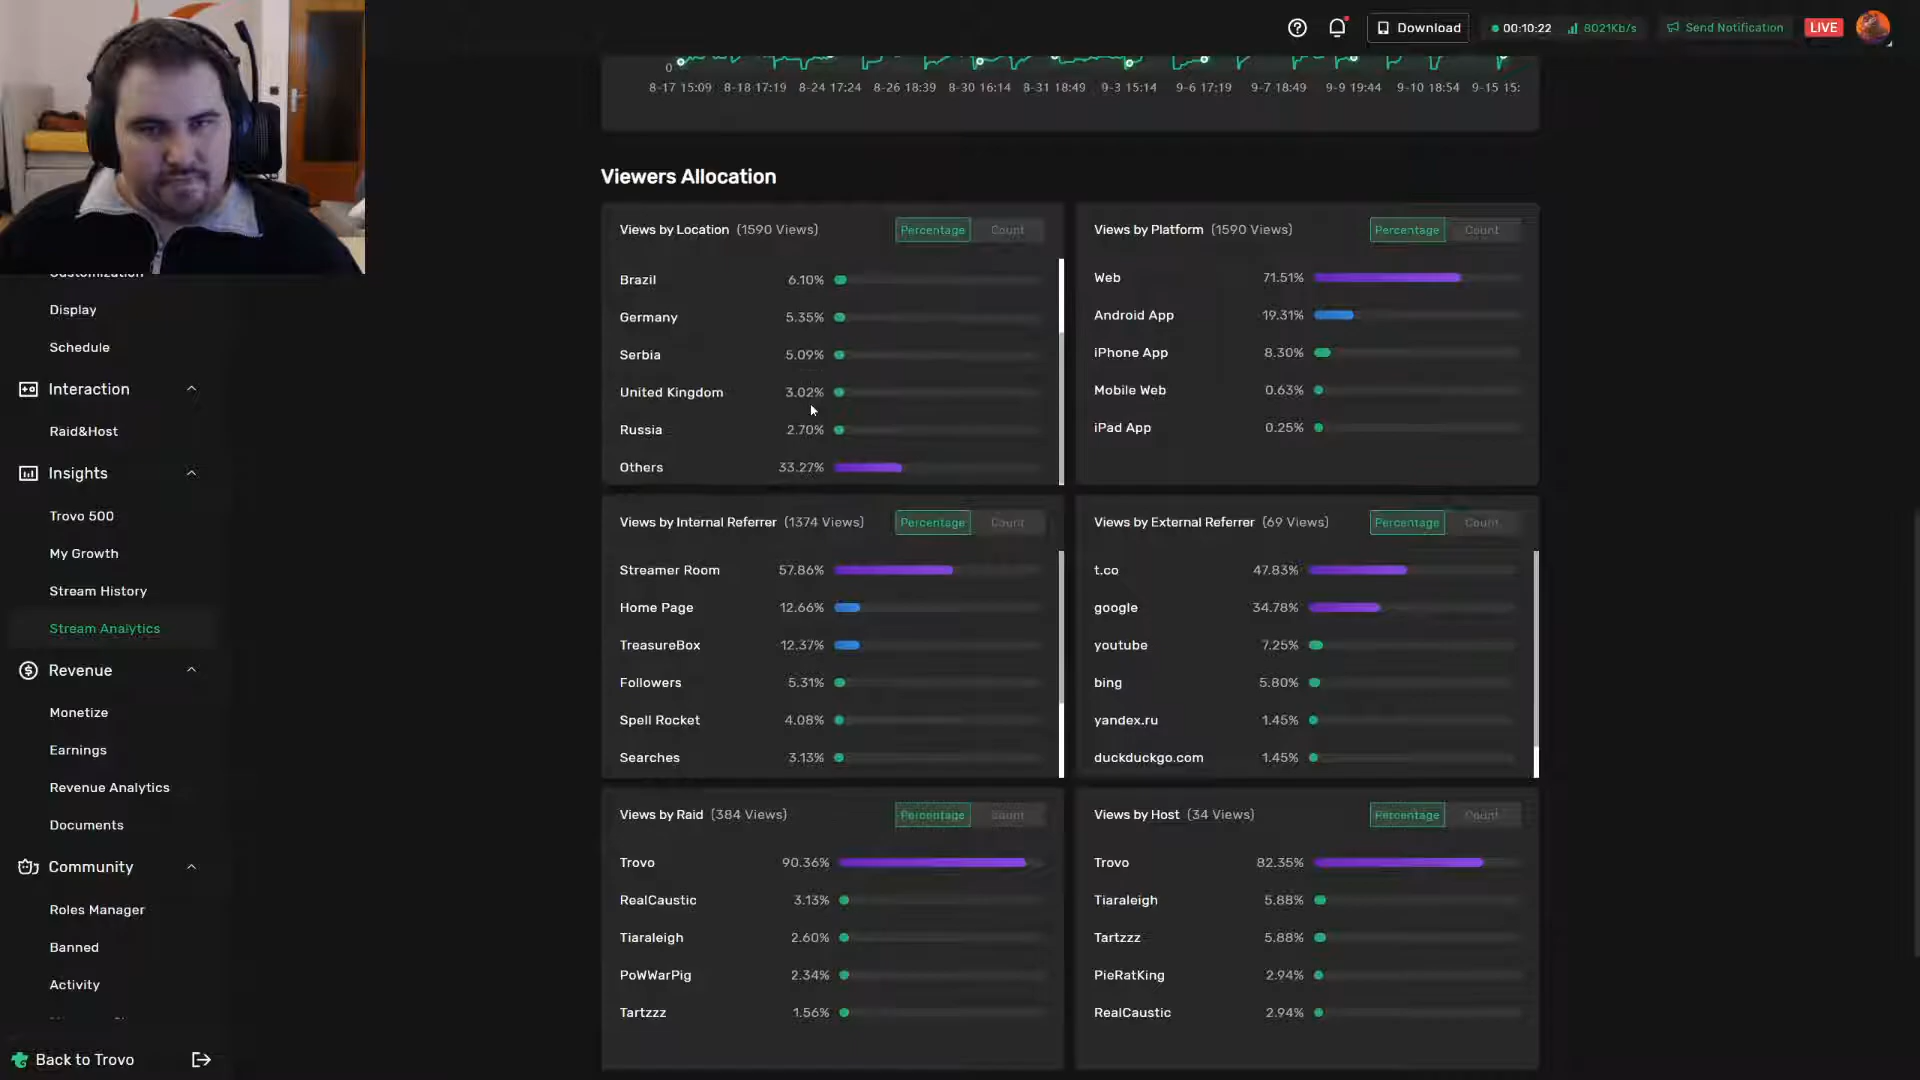 Download
00:10:22
8021Kb/s
Send Notification
LIVE
0
8-17 15:09 8-18 17:19 8-24 17:24 8-26 18:39 8-30 16:14 8-31 18:49 9-3 15:14 9-6 17:19 9-7 18:49 9-9 19:44 9-10 18:54 9-15 15:
Viewers Allocation
Views by Location (1590 Views)
Percentage Count
Brazil 6.10%
Germany 5.35%
Serbia 5.09%
United Kingdom 3.02%
Russia 2.70%
Others 33.27%
Views by Platform (1590 Views)
Percentage Count
Web 71.51%
Android App 19.31%
iPhone App 8.30%
Mobile Web 0.63%
iPad App 0.25%
Views by Internal Referrer (1374 Views)
Percentage Count
Streamer Room 57.86%
Home Page 12.66%
TreasureBox 12.37%
Followers 5.31%
Spell Rocket 4.08%
Searches 3.13%
Views by External Referrer (69 Views)
Percentage Count
t.co 47.83%
google 34.78%
youtube 7.25%
bing 5.80%
yandex.ru 1.45%
duckduckgo.com 1.45%
Views by Raid (384 Views)
Percentage Count
Trovo 90.36%
RealCaustic 3.13%
Tiaraleigh 2.60%
PoWWarPig 2.34%
Tartzzz 1.56%
Views by Host (34 Views)
Percentage Count
Trovo 82.35%
Tiaraleigh 5.88%
Tartzzz 5.88%
PieRatKing 2.94%
RealCaustic 2.94%
Customization
Display
Schedule
Interaction
Raid&Host
Insights
Trovo 500
My Growth
Stream History
Stream Analytics
Revenue
Monetize
Earnings
Revenue Analytics
Documents
Community
Roles Manager
Banned
Activity
Back to Trovo